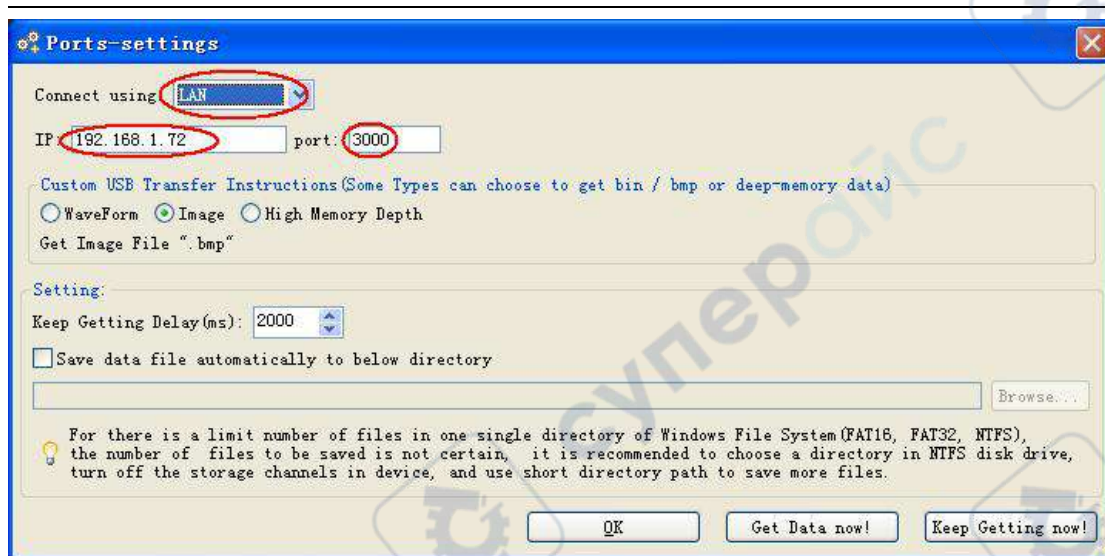 Ports-settings
Connect using LAN
IP: 192.168.1.72 port: 3000
Custom USB Transfer Instructions(Some Types can choose to get bin / bmp or deep-memory data)
WaveForm Image High Memory Depth
Get Image File ".bmp"
Setting:
Keep Getting Delay(ms): 2000
Save data file automatically to below directory
Browse...
For there is a limit number of files in one single directory of Windows File System(FAT16, FAT32, NTFS),
the number of files to be saved is not certain, it is recommended to choose a directory in NTFS disk drive,
turn off the storage channels in device, and use short directory path to save more files.
OK Get Data now! Keep Getting now!
суперайс